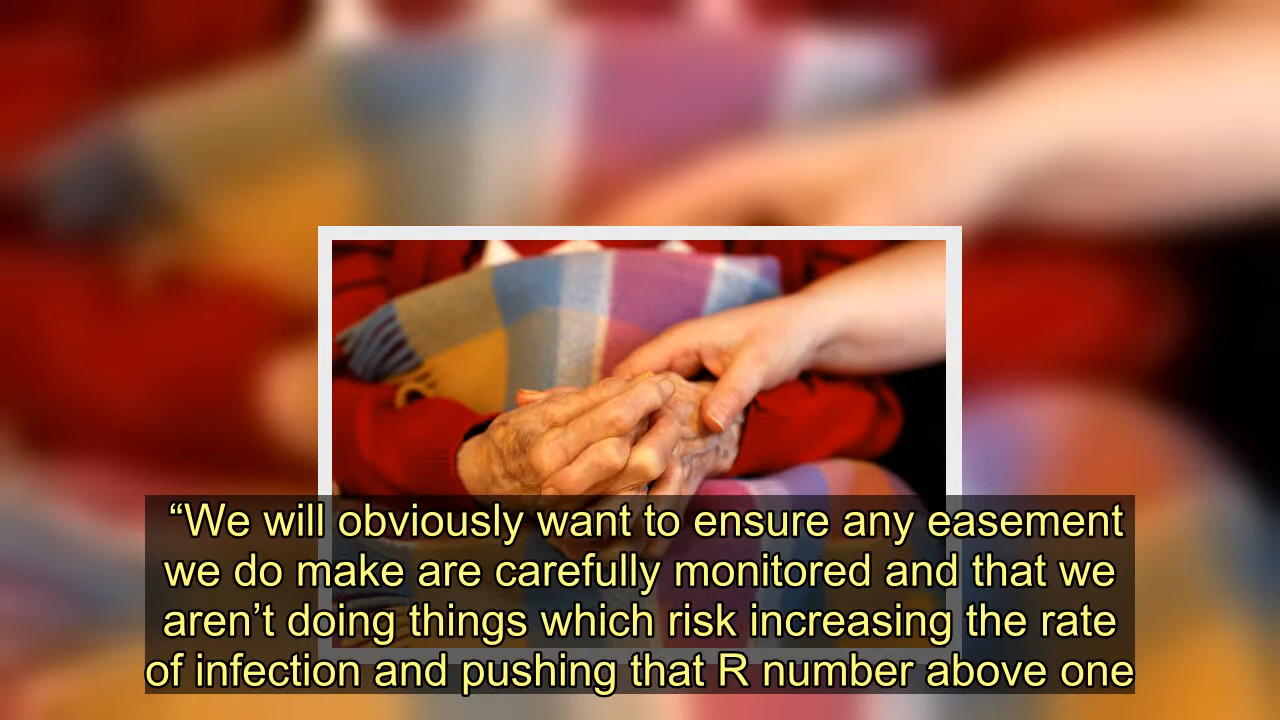 “We will obviously want to ensure any easement
we do make are carefully monitored and that we
aren’t doing things which risk increasing the rate
of infection and pushing that R number above one